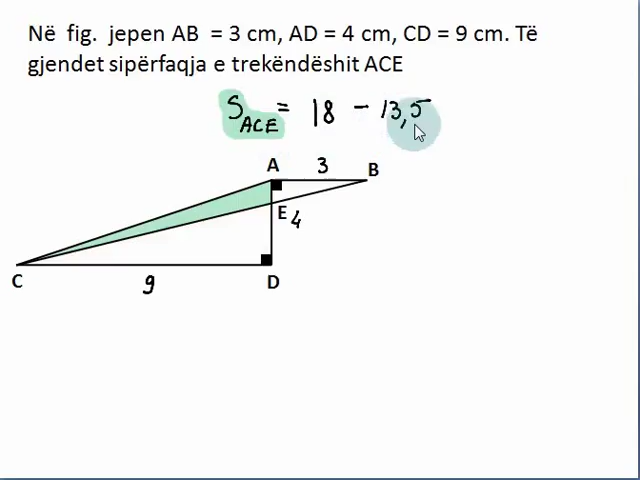 Në fig. jepen AB = 3 cm, AD = 4 cm, CD = 9 cm. Të
gjendet sipërfaqja e trekëndëshit ACE
S ACE = 18 - 13,5
A 3 B
E 4
C 9 D